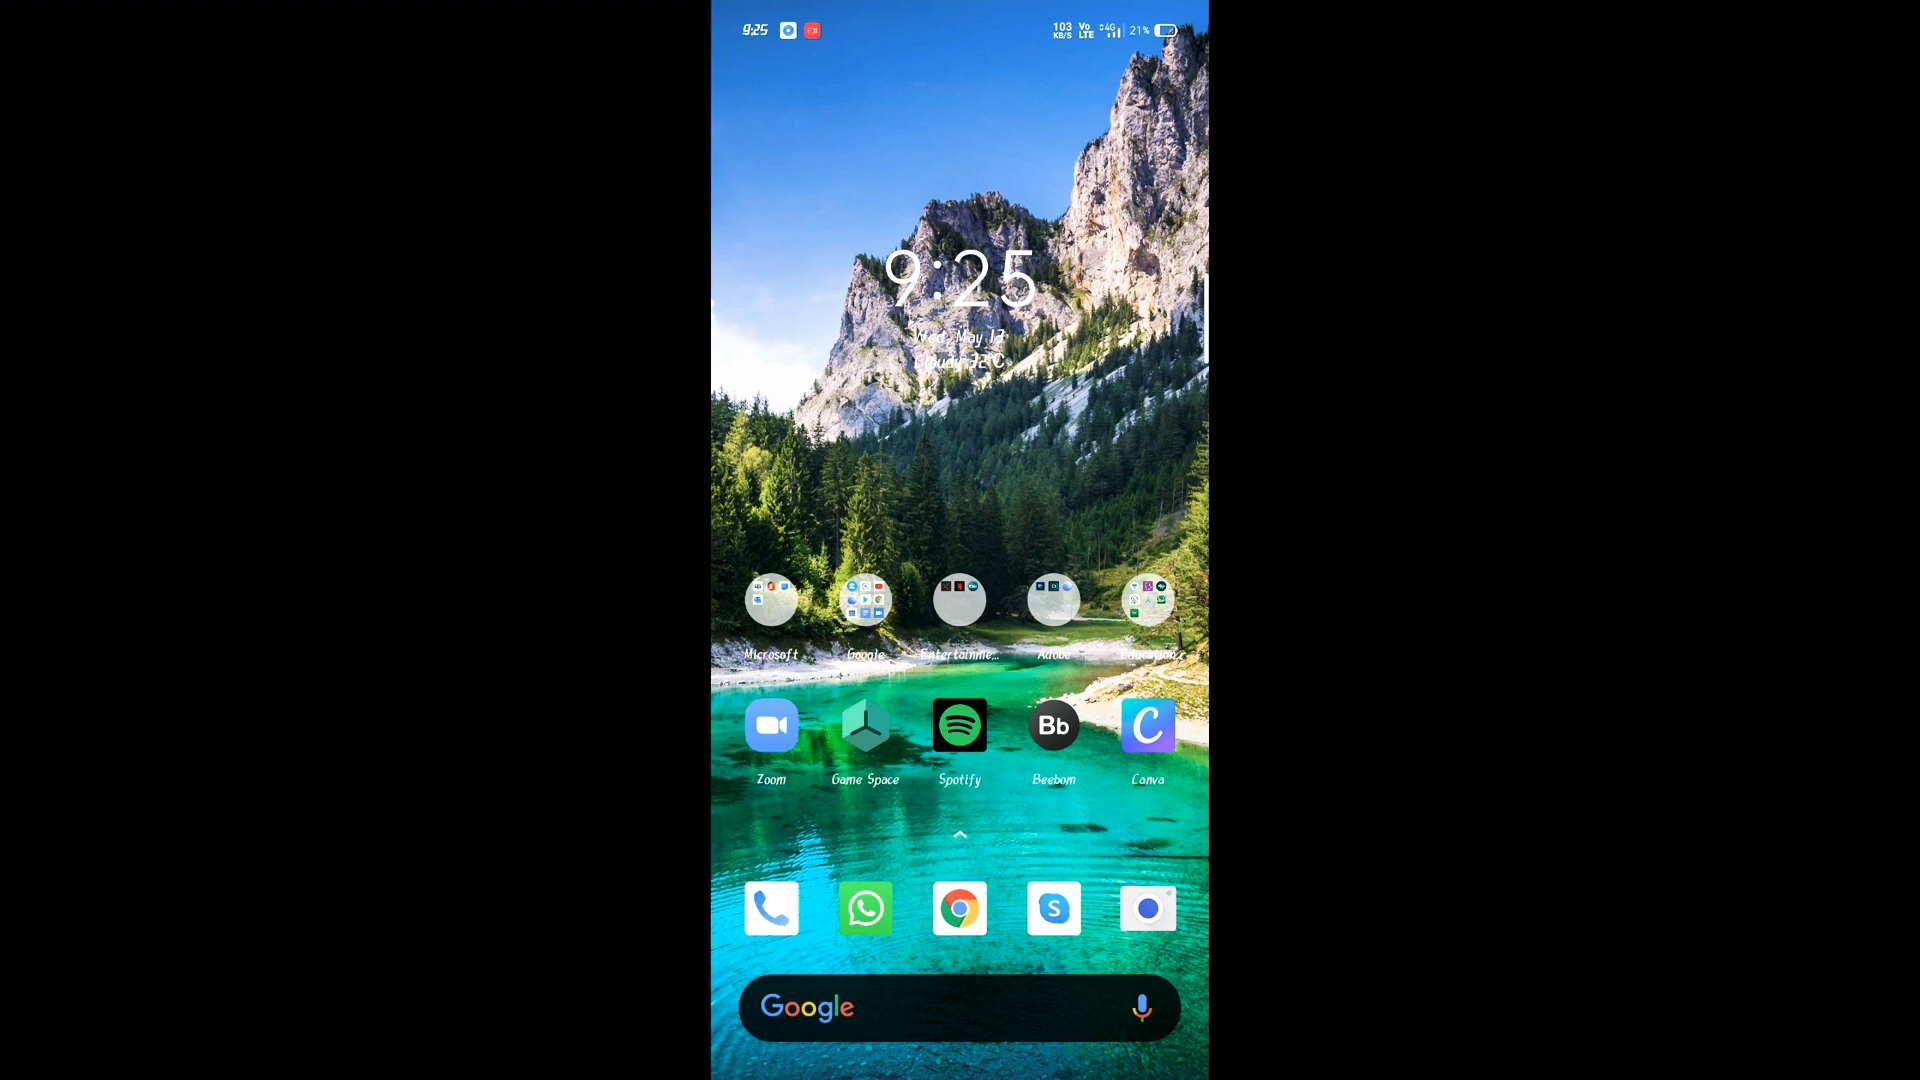 9:25
103 KB/S Vo LTE 4G 21%
9:25
Wed, May 12
Cloudy 32°C
Microsoft Google Entertainme... Adobe Education
Zoom Game Space Spotify Beebom Canva
Bb C
S
Google